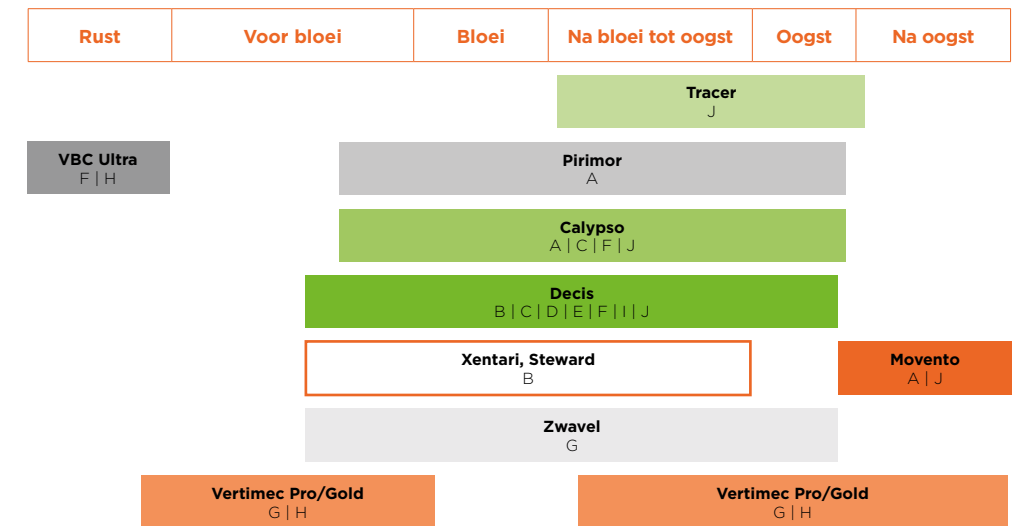 Rust Voor bloei Bloei Na bloei tot oogst Oogst Na oogst
Tracer
J
VBC Ultra
F | H
Pirimor
A
Calypso
A | C | F | J
Decis
B | C | D | E | F | I | J
Xentari, Steward
B
Movento
A | J
Zwavel
G
Vertimec Pro/Gold
G | H
Vertimec Pro/Gold
G | H